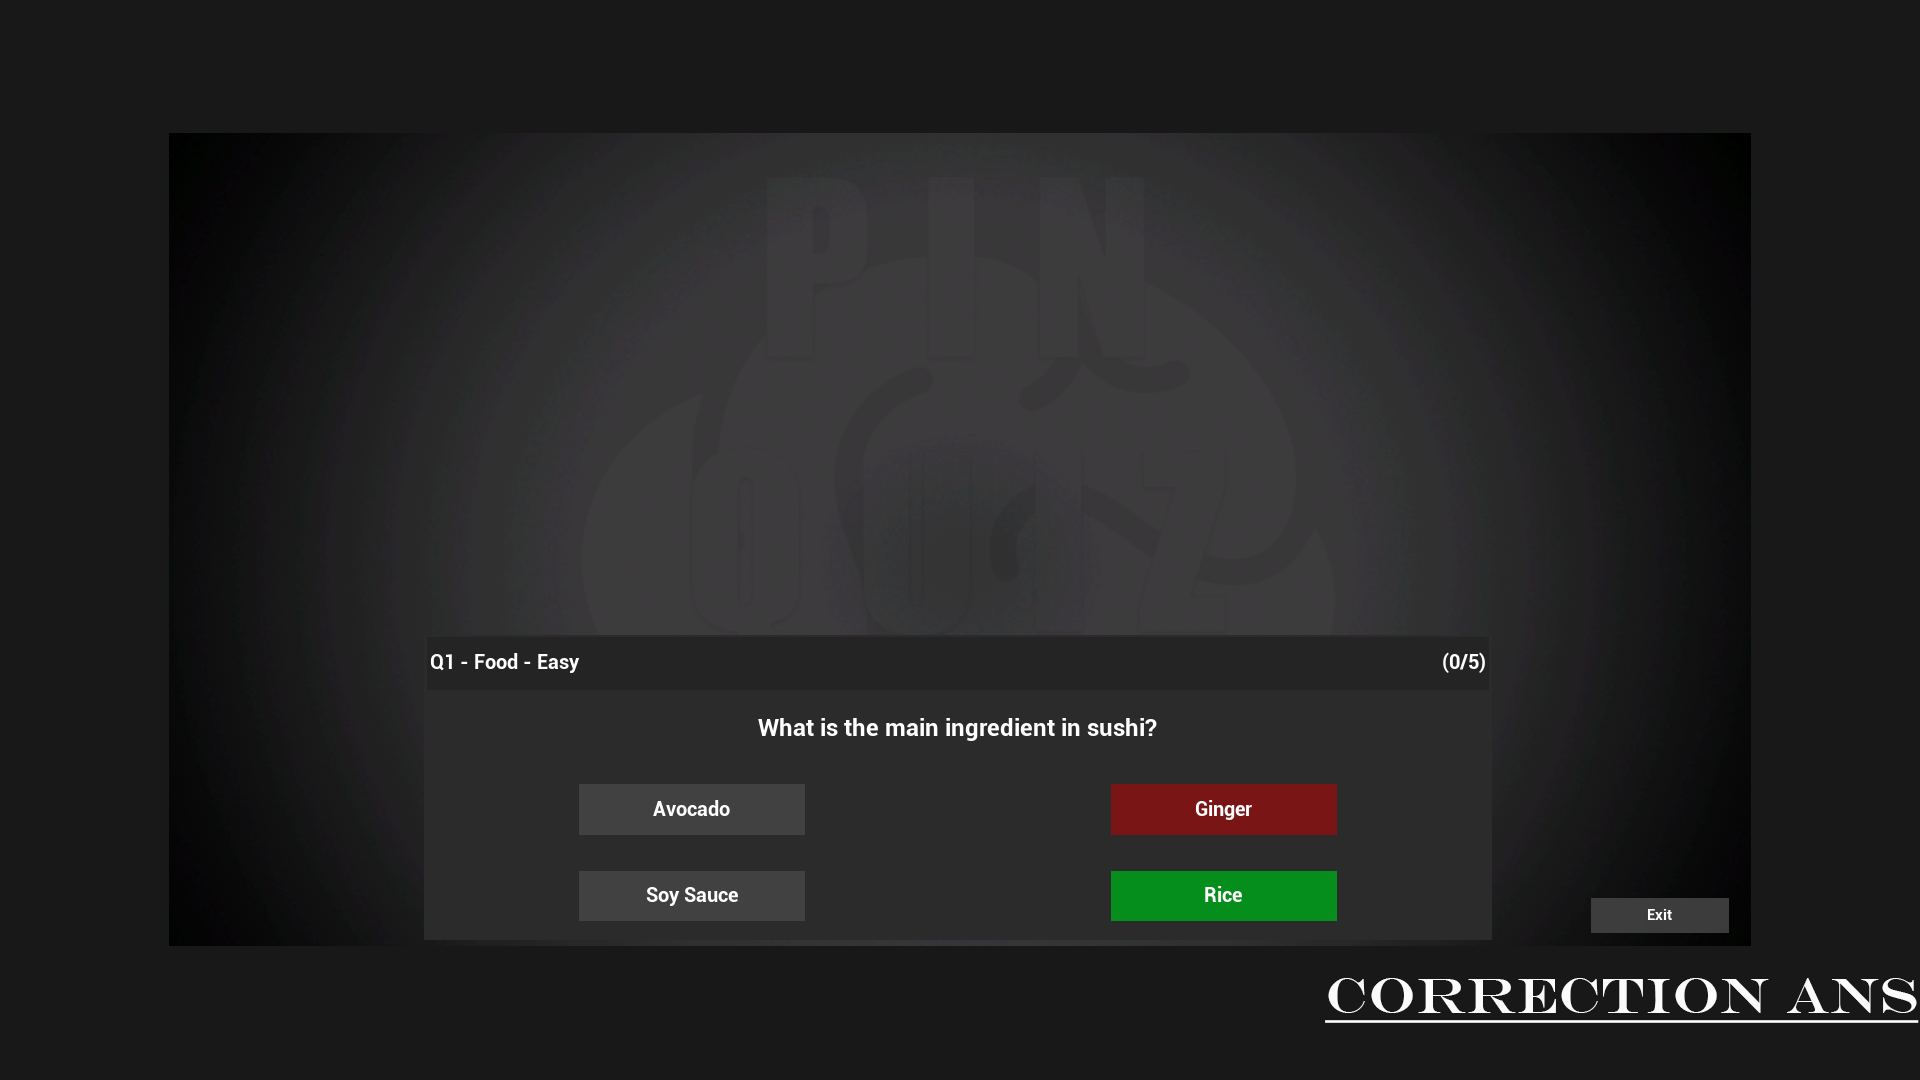 PIN
QUIZ
Q1 - Food - Easy (0/5)
What is the main ingredient in sushi?
Avocado Ginger
Soy Sauce Rice
Exit
CORRECTION ANS